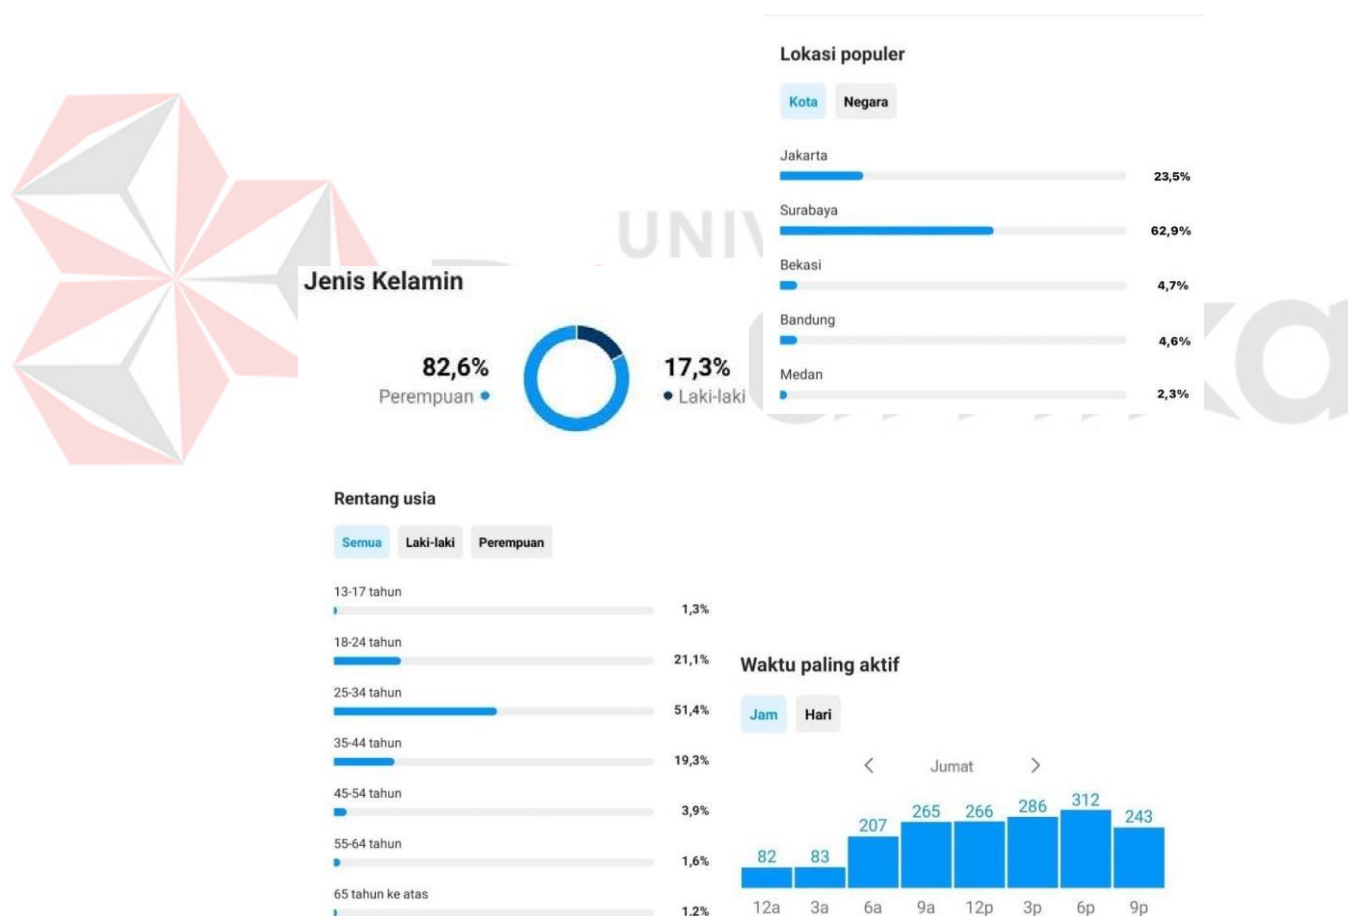 Lokasi populer
Kota Negara
Jakarta
23,5%
Surabaya
62,9%
Bekasi
4,7%
Bandung
4,6%
Medan
2,3%
Jenis Kelamin
82,6% 17,3%
Perempuan Laki-laki
Rentang usia
Semua Laki-laki Perempuan
13-17 tahun
1,3%
18-24 tahun
21,1%
25-34 tahun
51,4%
35-44 tahun
19,3%
45-54 tahun
3,9%
55-64 tahun
1,6%
65 tahun ke atas
1,2%
Waktu paling aktif
Jam Hari
Jumat
82 83 207 265 266 286 312 243
12a 3a 6a 9a 12p 3p 6p 9p